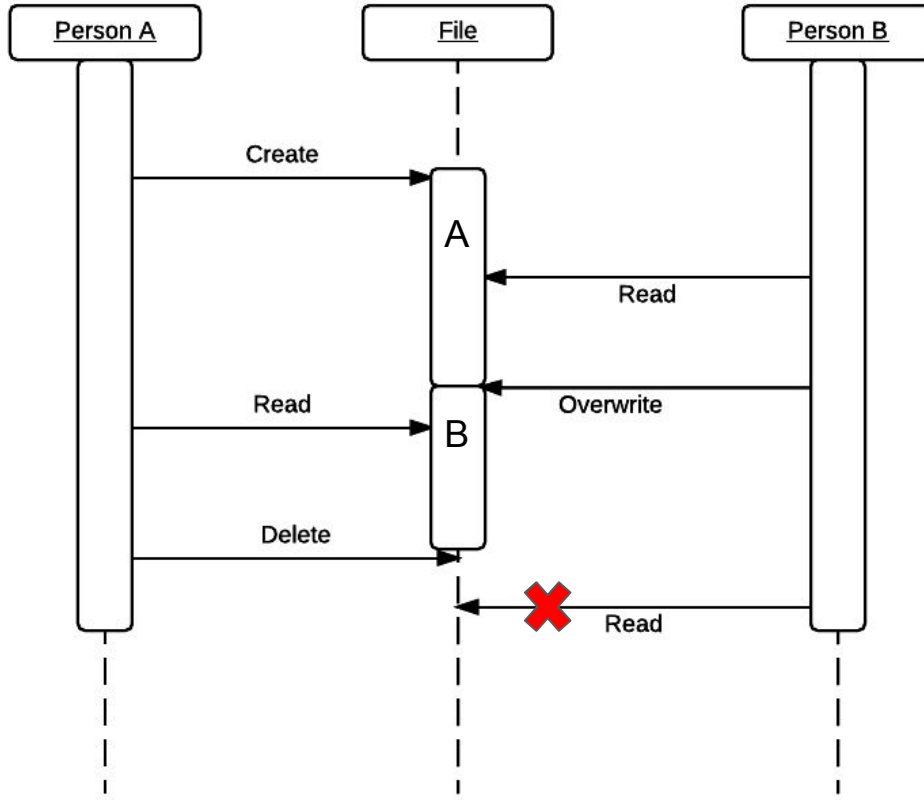 Person A
File
Person B
Create
A
Read
Overwrite
Read
B
Delete
Read